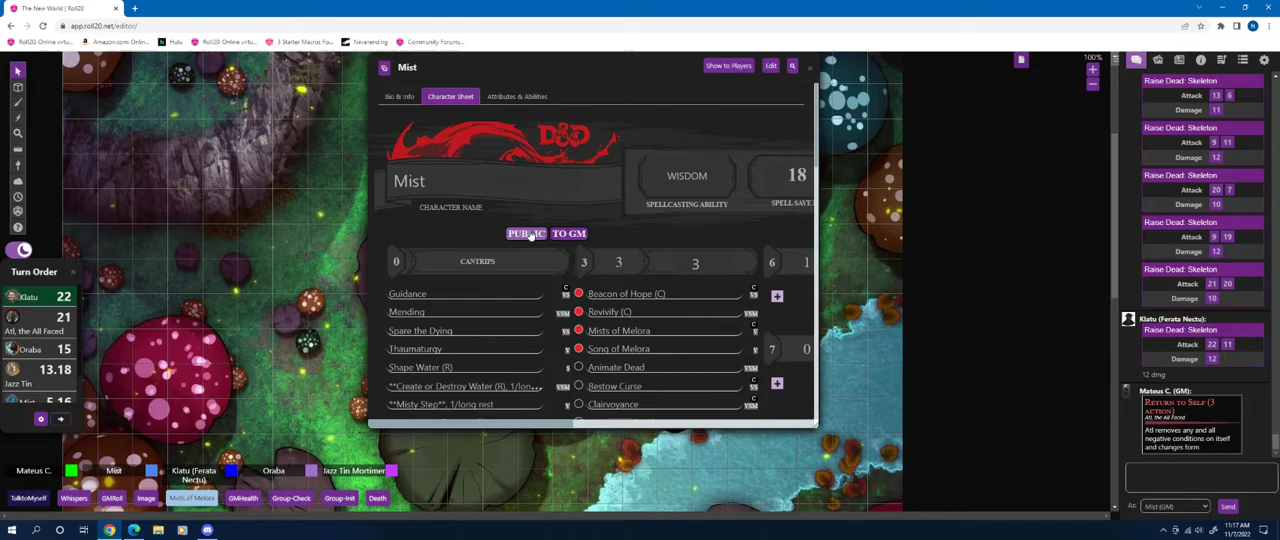 The New World | Roll20
app.roll20.net/editor/
Roll20: Online virtu...
Amazon.com: Onlin...
Hulu
Roll20: Online virtu...
3 Starter Macros Fo...
Neverending
Community Forums...
100%
Mist
Show to Players
Edit
Bio & Info
Character Sheet
Attributes & Abilities
D&D
Mist
CHARACTER NAME
WISDOM
SPELLCASTING ABILITY
18
SPELL SAVE
PUBLIC
TO GM
0
CANTRIPS
3
3
3
6
1
Guidance
Mending
Spare the Dying
Thaumaturgy
Shape Water (R)
**Create or Destroy Water (R), 1/lon...
**Misty Step**, 1/long rest
Beacon of Hope (C)
Revivify (C)
Mists of Melora
Song of Melora
Animate Dead
Bestow Curse
Clairvoyance
7
0
Turn Order
Klatu 22
21
Atl, the All Faced
Oraba 15
13.18
Jazz Tin
Mist 5.16
Mateus C.
Mist
Klatu (Ferata Nectu)
Oraba
Jazz Tin Mortimer
TalktoMyself
Whispers
GMRoll
Image
Mists of Melora
GMHealth
Group-Check
Group-Init
Death
Raise Dead: Skeleton
Attack 13 6
Damage 11
Raise Dead: Skeleton
Attack 9 11
Damage 12
Raise Dead: Skeleton
Attack 20 7
Damage 10
Raise Dead: Skeleton
Attack 9 19
Damage 12
Raise Dead: Skeleton
Attack 21 20
Damage 10
Klatu (Ferata Nectu):
Raise Dead: Skeleton
Attack 22 11
Damage 12
12 dmg
Mateus C. (GM):
Return to Self (3 Action)
Atl, the All Faced
Atl removes any and all
negative conditions on itself
and changes form
As:
Mist (GM)
Send
11:17 AM
11/7/2022